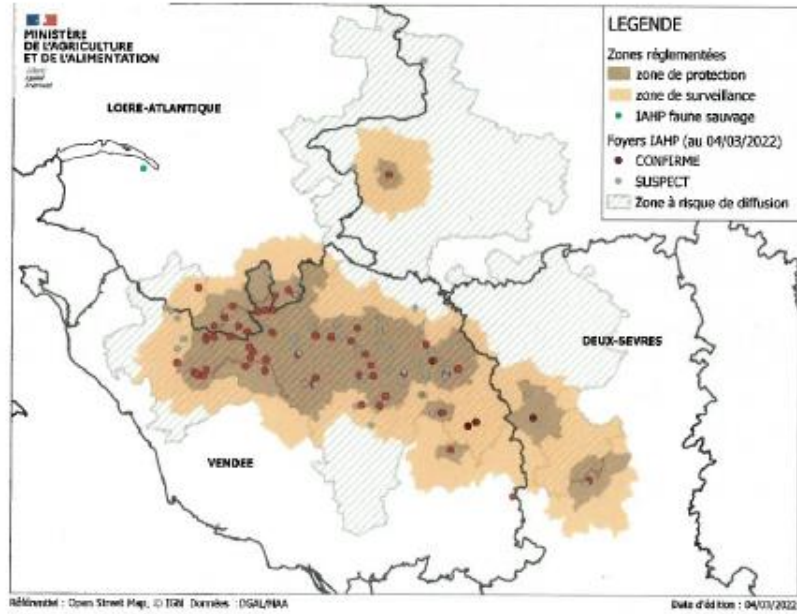 MINISTÈRE
DE L'AGRICULTURE
ET DE L'ALIMENTATION
LOIRE-ATLANTIQUE
DEUX-SEVRES
VENDEE
LEGENDE
Zones réglementées
zone de protection
zone de surveillance
IAHP faune sauvage
Foyers IAHP (au 04/03/2022)
CONFIRME
SUSPECT
Zone à risque de diffusion
Référentiel : Open Street Map, © IGN Données : DGAL/MAA
Date d'édition : 04/03/2022